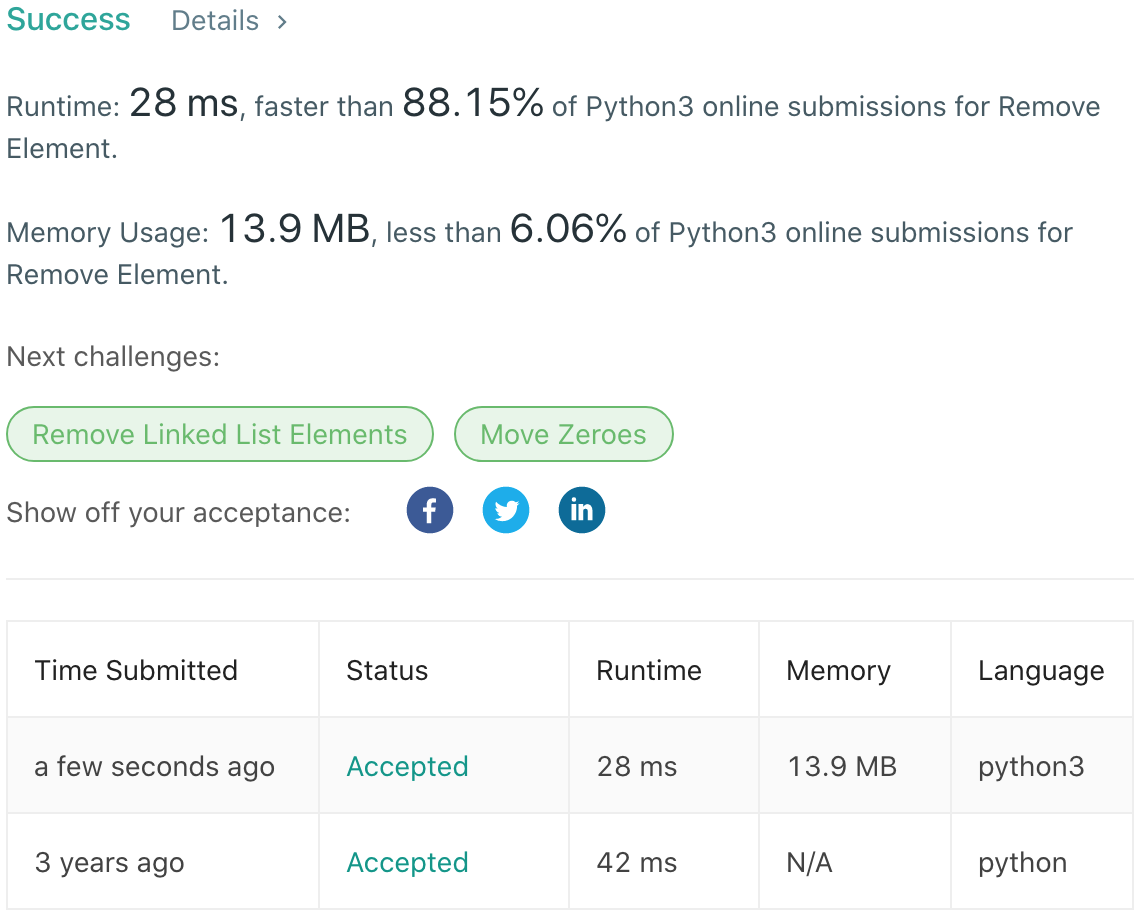 Success Details >
Runtime: 28 ms, faster than 88.15% of Python3 online submissions for Remove
Element.
Memory Usage: 13.9 MB, less than 6.06% of Python3 online submissions for
Remove Element.
Next challenges:
Remove Linked List Elements Move Zeroes
Show off your acceptance: f in
Time Submitted Status Runtime Memory Language
a few seconds ago Accepted 28 ms 13.9 MB python3
3 years ago Accepted 42 ms N/A python